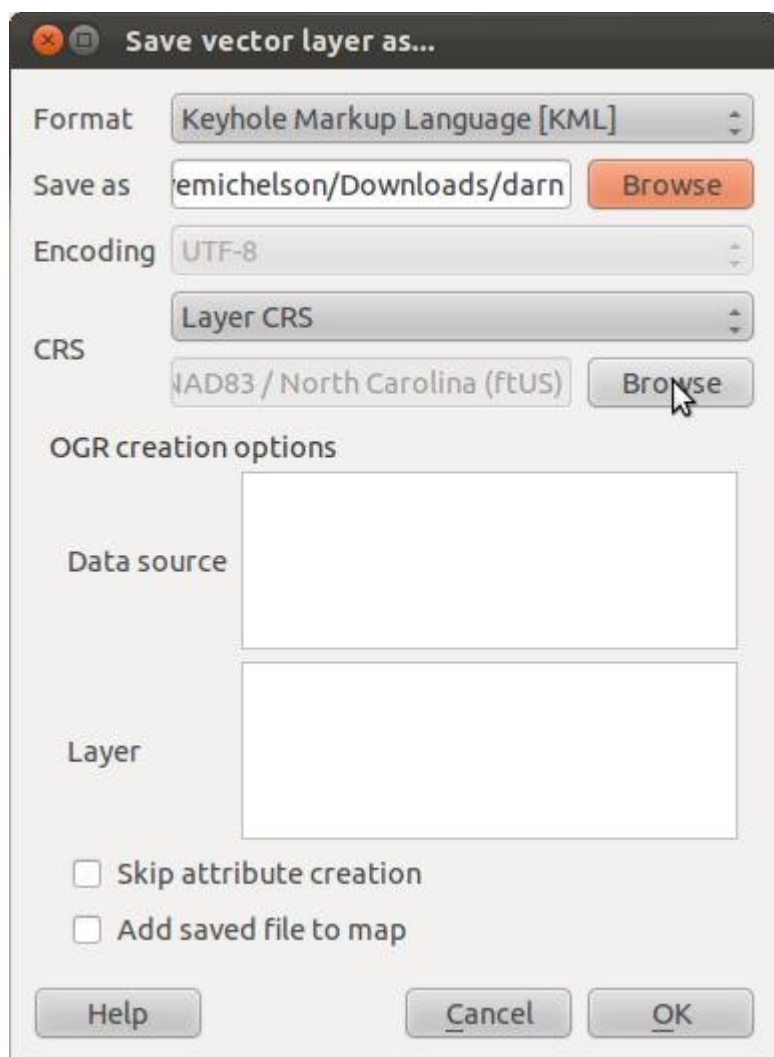 Save vector layer as...
Format Keyhole Markup Language [KML]
Save as emichelson/Downloads/darn Browse
Encoding UTF-8
Layer CRS
CRS
NAD83 / North Carolina (ftUS) Browse
OGR creation options
Data source
Layer
Skip attribute creation
Add saved file to map
Help Cancel OK